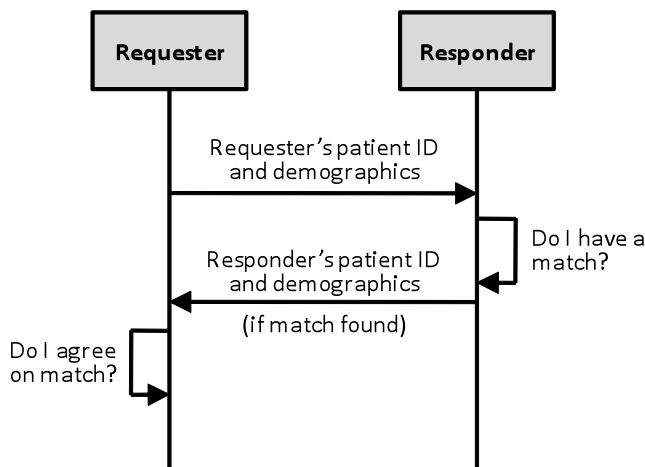 Requester
Responder
Requester’s patient ID
and demographics
Do I have a
match?
Responder’s patient ID
and demographics
(if match found)
Do I agree
on match?